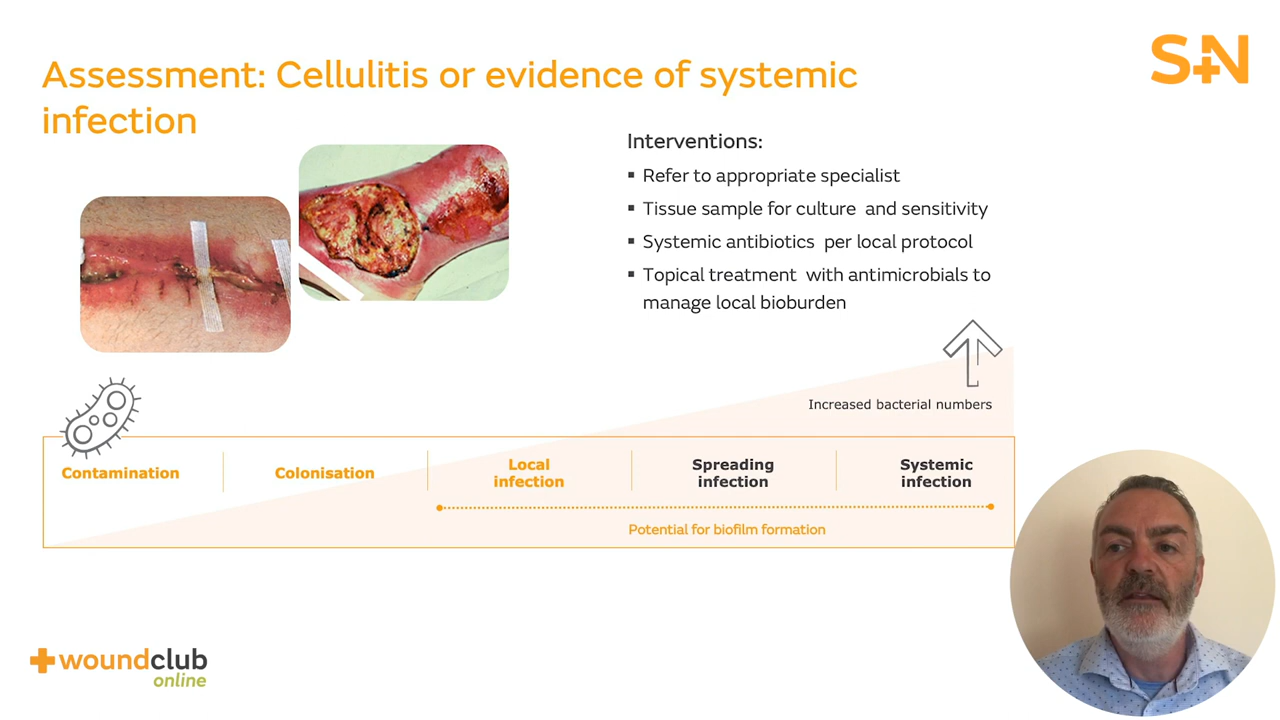 S+N
Assessment: Cellulitis or evidence of systemic
infection
Interventions:
▪ Refer to appropriate specialist
▪ Tissue sample for culture and sensitivity
▪ Systemic antibiotics per local protocol
▪ Topical treatment with antimicrobials to
manage local bioburden
Increased bacterial numbers
Contamination
Colonisation
Local
infection
Spreading
infection
Systemic
infection
Potential for biofilm formation
woundclub
online